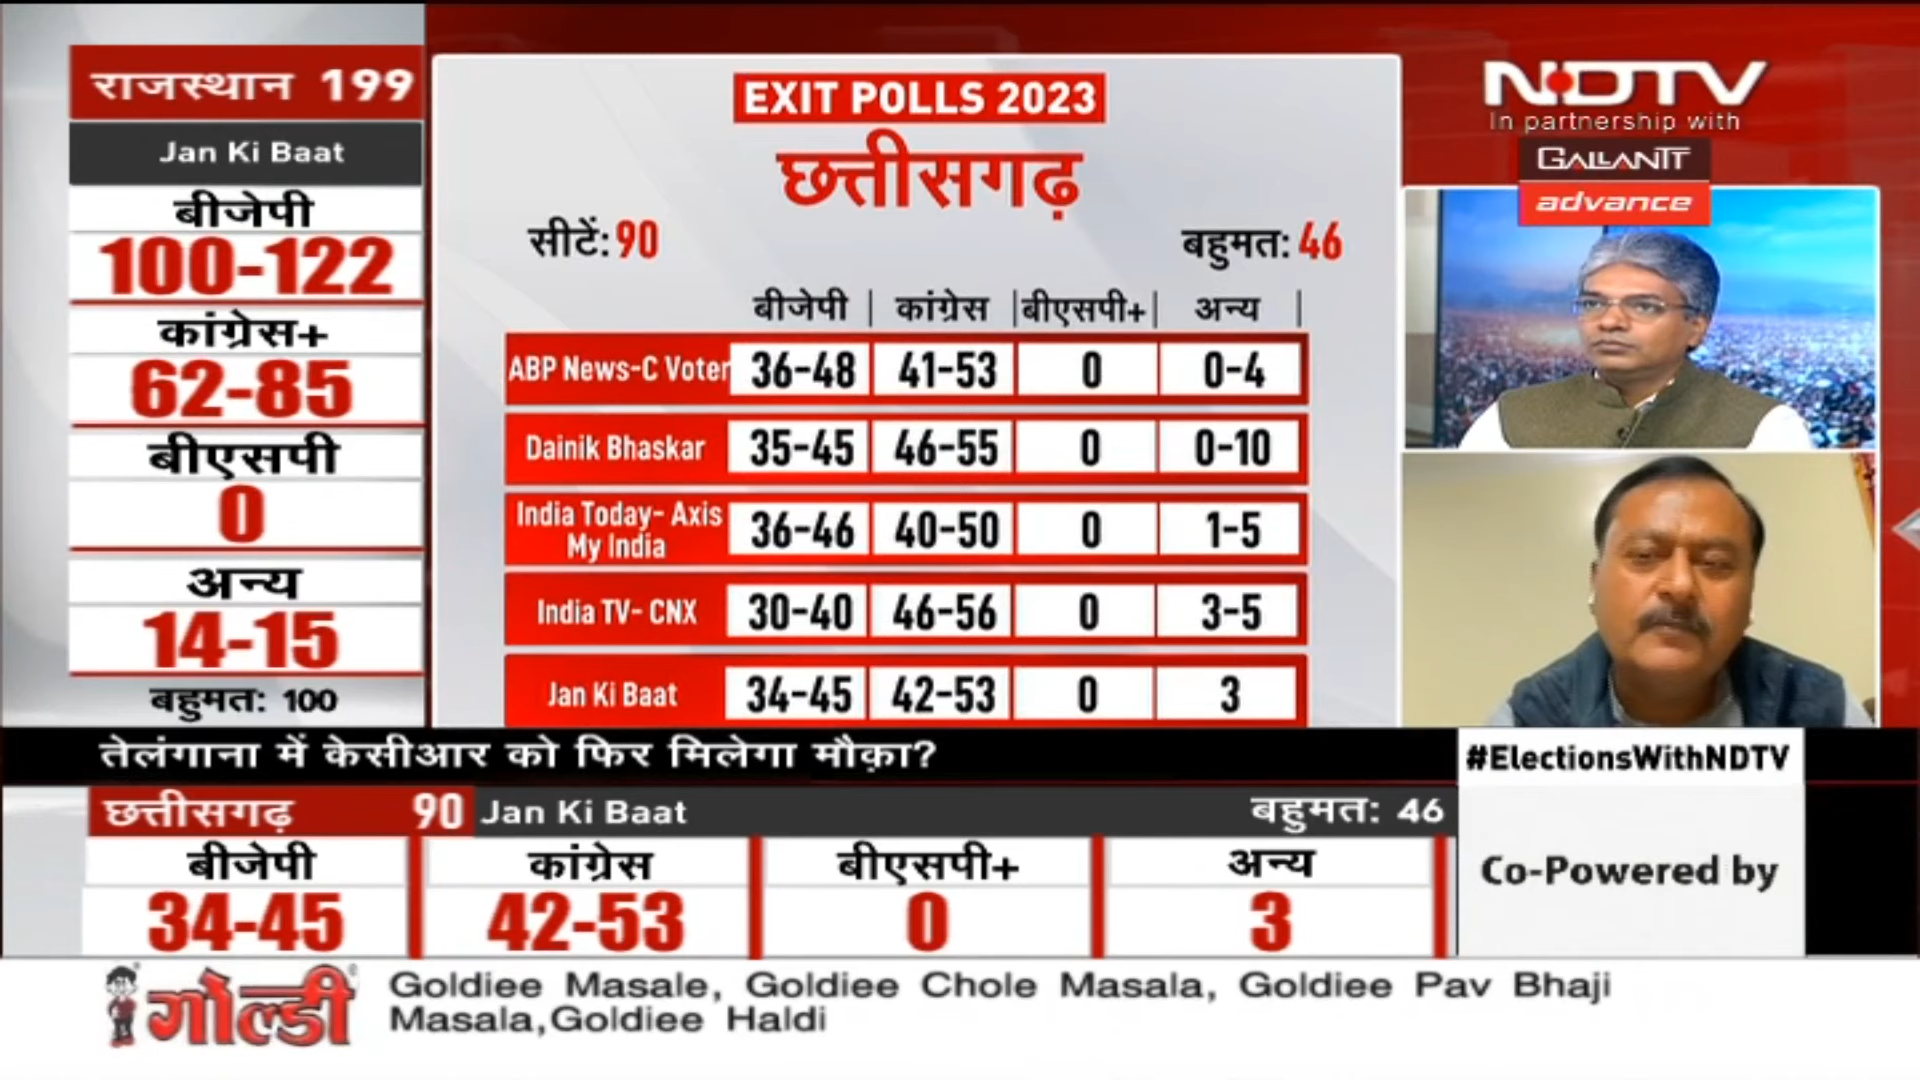 राजस्थान 199
Jan Ki Baat
बीजेपी
100-122
कांग्रेस+
62-85
बीएसपी
0
अन्य
14-15
बहुमत: 100
EXIT POLLS 2023
छत्तीसगढ़
सीटें: 90 बहुमत: 46
बीजेपी | कांग्रेस | बीएसपी+ | अन्य |
ABP News-C Voter 36-48 41-53 0 0-4
Dainik Bhaskar 35-45 46-55 0 0-10
India Today- Axis
My India 36-46 40-50 0 1-5
India TV- CNX 30-40 46-56 0 3-5
Jan Ki Baat 34-45 42-53 0 3
NDTV
In partnership with
GALLANTT
advance
तेलंगाना में केसीआर को फिर मिलेगा मौक़ा?
#ElectionsWithNDTV
छत्तीसगढ़ 90 Jan Ki Baat बहुमत: 46
बीजेपी कांग्रेस बीएसपी+ अन्य
34-45 42-53 0 3
Co-Powered by
गोल्डी
Goldiee Masale, Goldiee Chole Masala, Goldiee Pav Bhaji
Masala,Goldiee Haldi